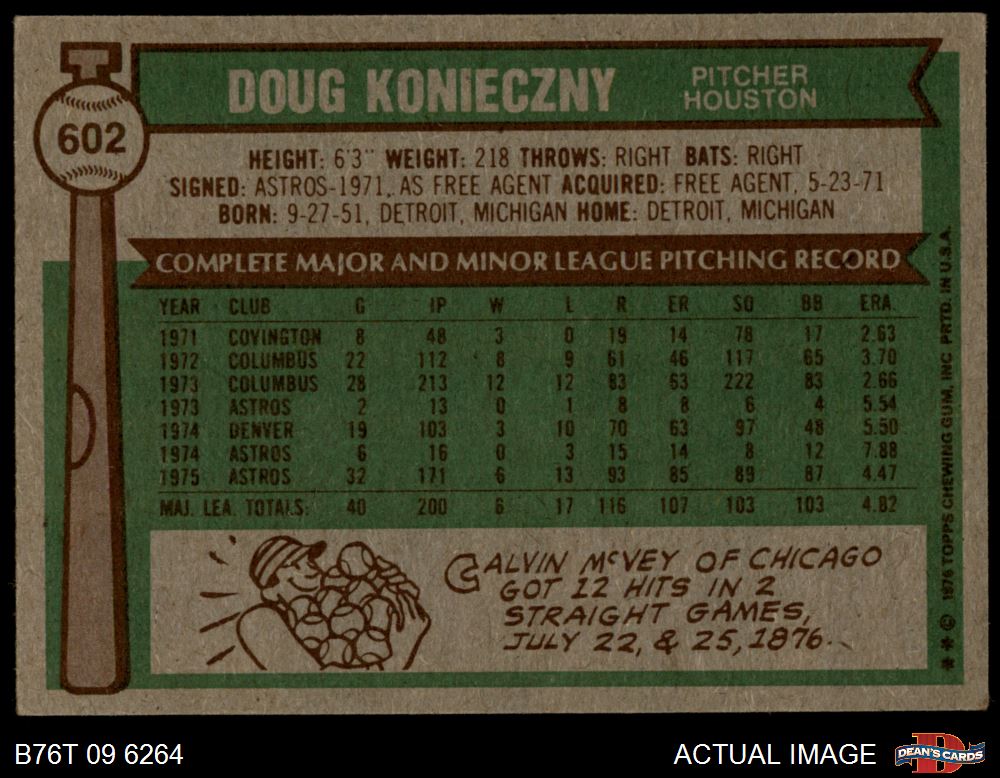 DOUG KONIECZNY
PITCHER
HOUSTON
602
HEIGHT: 6'3" WEIGHT: 218 THROWS: RIGHT BATS: RIGHT
SIGNED: ASTROS-1971, AS FREE AGENT ACQUIRED: FREE AGENT, 5-23-71
BORN: 9-27-51, DETROIT, MICHIGAN HOME: DETROIT, MICHIGAN
COMPLETE MAJOR AND MINOR LEAGUE PITCHING RECORD
YEAR CLUB G IP W L R ER SO BB ERA.
1971 COVINGTON 8 48 3 0 19 14 78 17 2.63
1972 COLUMBUS 22 112 8 9 61 46 117 65 3.70
1973 COLUMBUS 28 213 12 12 83 63 222 83 2.66
1973 ASTROS 2 13 0 1 8 8 6 4 5.54
1974 DENVER 19 103 3 10 70 63 97 48 5.50
1974 ASTROS 6 16 0 3 15 14 8 12 7.88
1975 ASTROS 32 171 6 13 93 85 89 87 4.47
MAJ. LEA. TOTALS: 40 200 6 17 116 107 103 103 4.82
CALVIN McVEY OF CHICAGO
GOT 12 HITS IN 2
STRAIGHT GAMES,
JULY 22, & 25, 1876.
** © 1976 TOPPS CHEWING GUM, INC. PRTD. IN U.S.A.
B76T 09 6264
ACTUAL IMAGE
DEAN'S CARDS